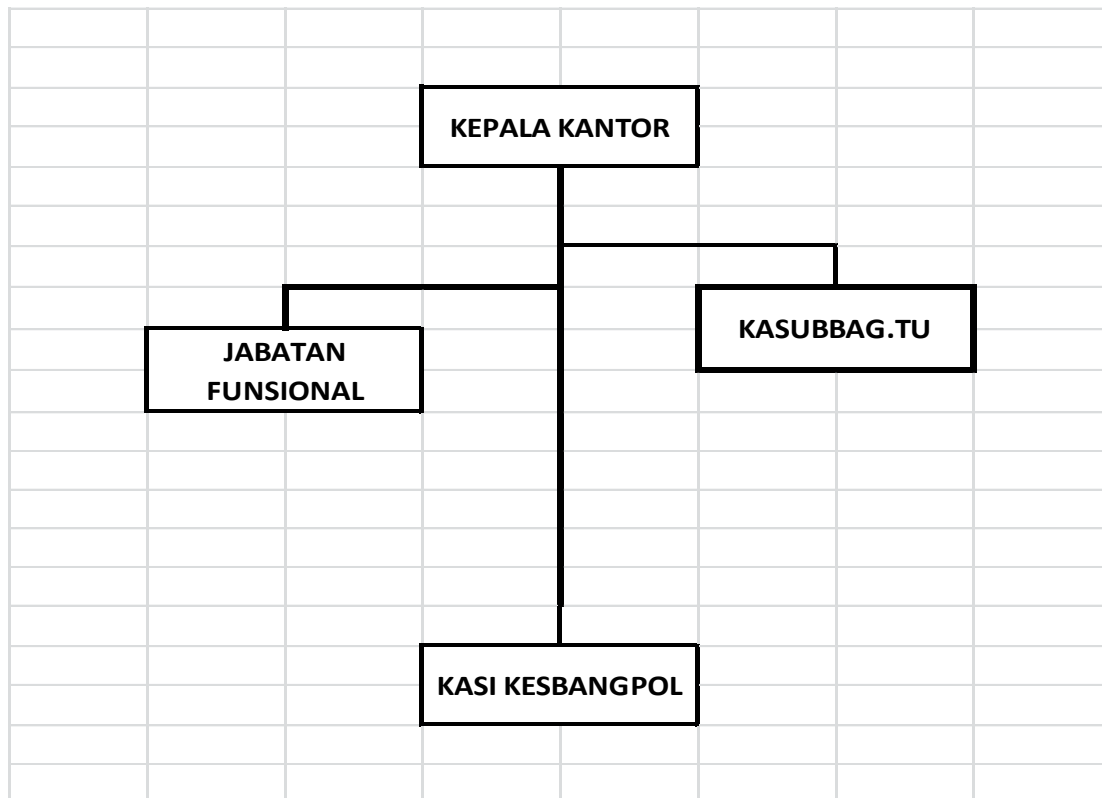 KEPALA KANTOR
KASUBBAG.TU
JABATAN
FUNSIONAL
KASI KESBANGPOL